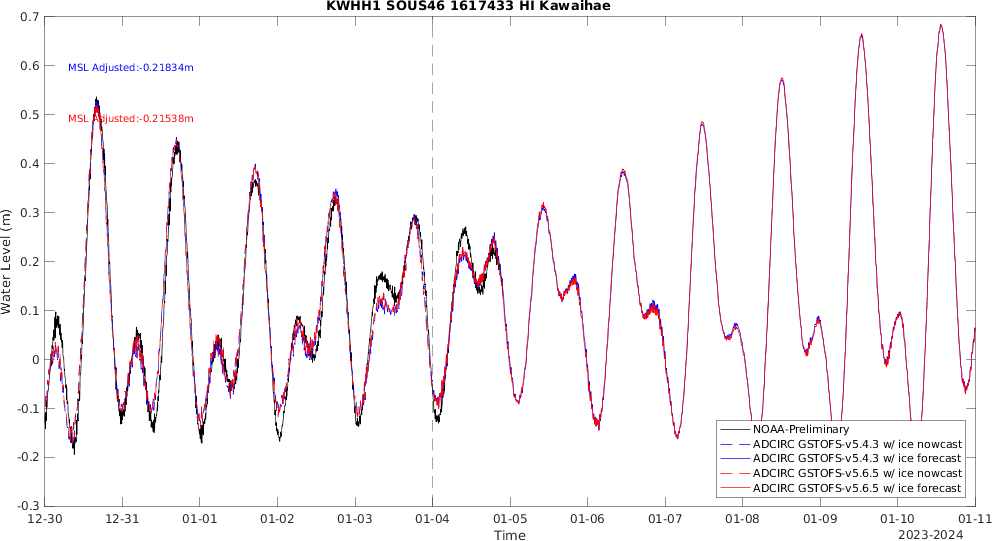 KWHH1 SOUS46 1617433 HI Kawaihae
0.7
0.6
0.5
0.4
0.3
0.2
0.1
0
-0.1
-0.2
-0.3
Water Level (m)
MSL Adjusted:-0.21834m
MSL Adjusted:-0.21538m
NOAA-Preliminary
ADCIRC GSTOFS-v5.4.3 w/ ice nowcast
ADCIRC GSTOFS-v5.4.3 w/ ice forecast
ADCIRC GSTOFS-v5.6.5 w/ ice nowcast
ADCIRC GSTOFS-v5.6.5 w/ ice forecast
12-30 12-31 01-01 01-02 01-03 01-04 01-05 01-06 01-07 01-08 01-09 01-10 01-11
Time
2023-2024